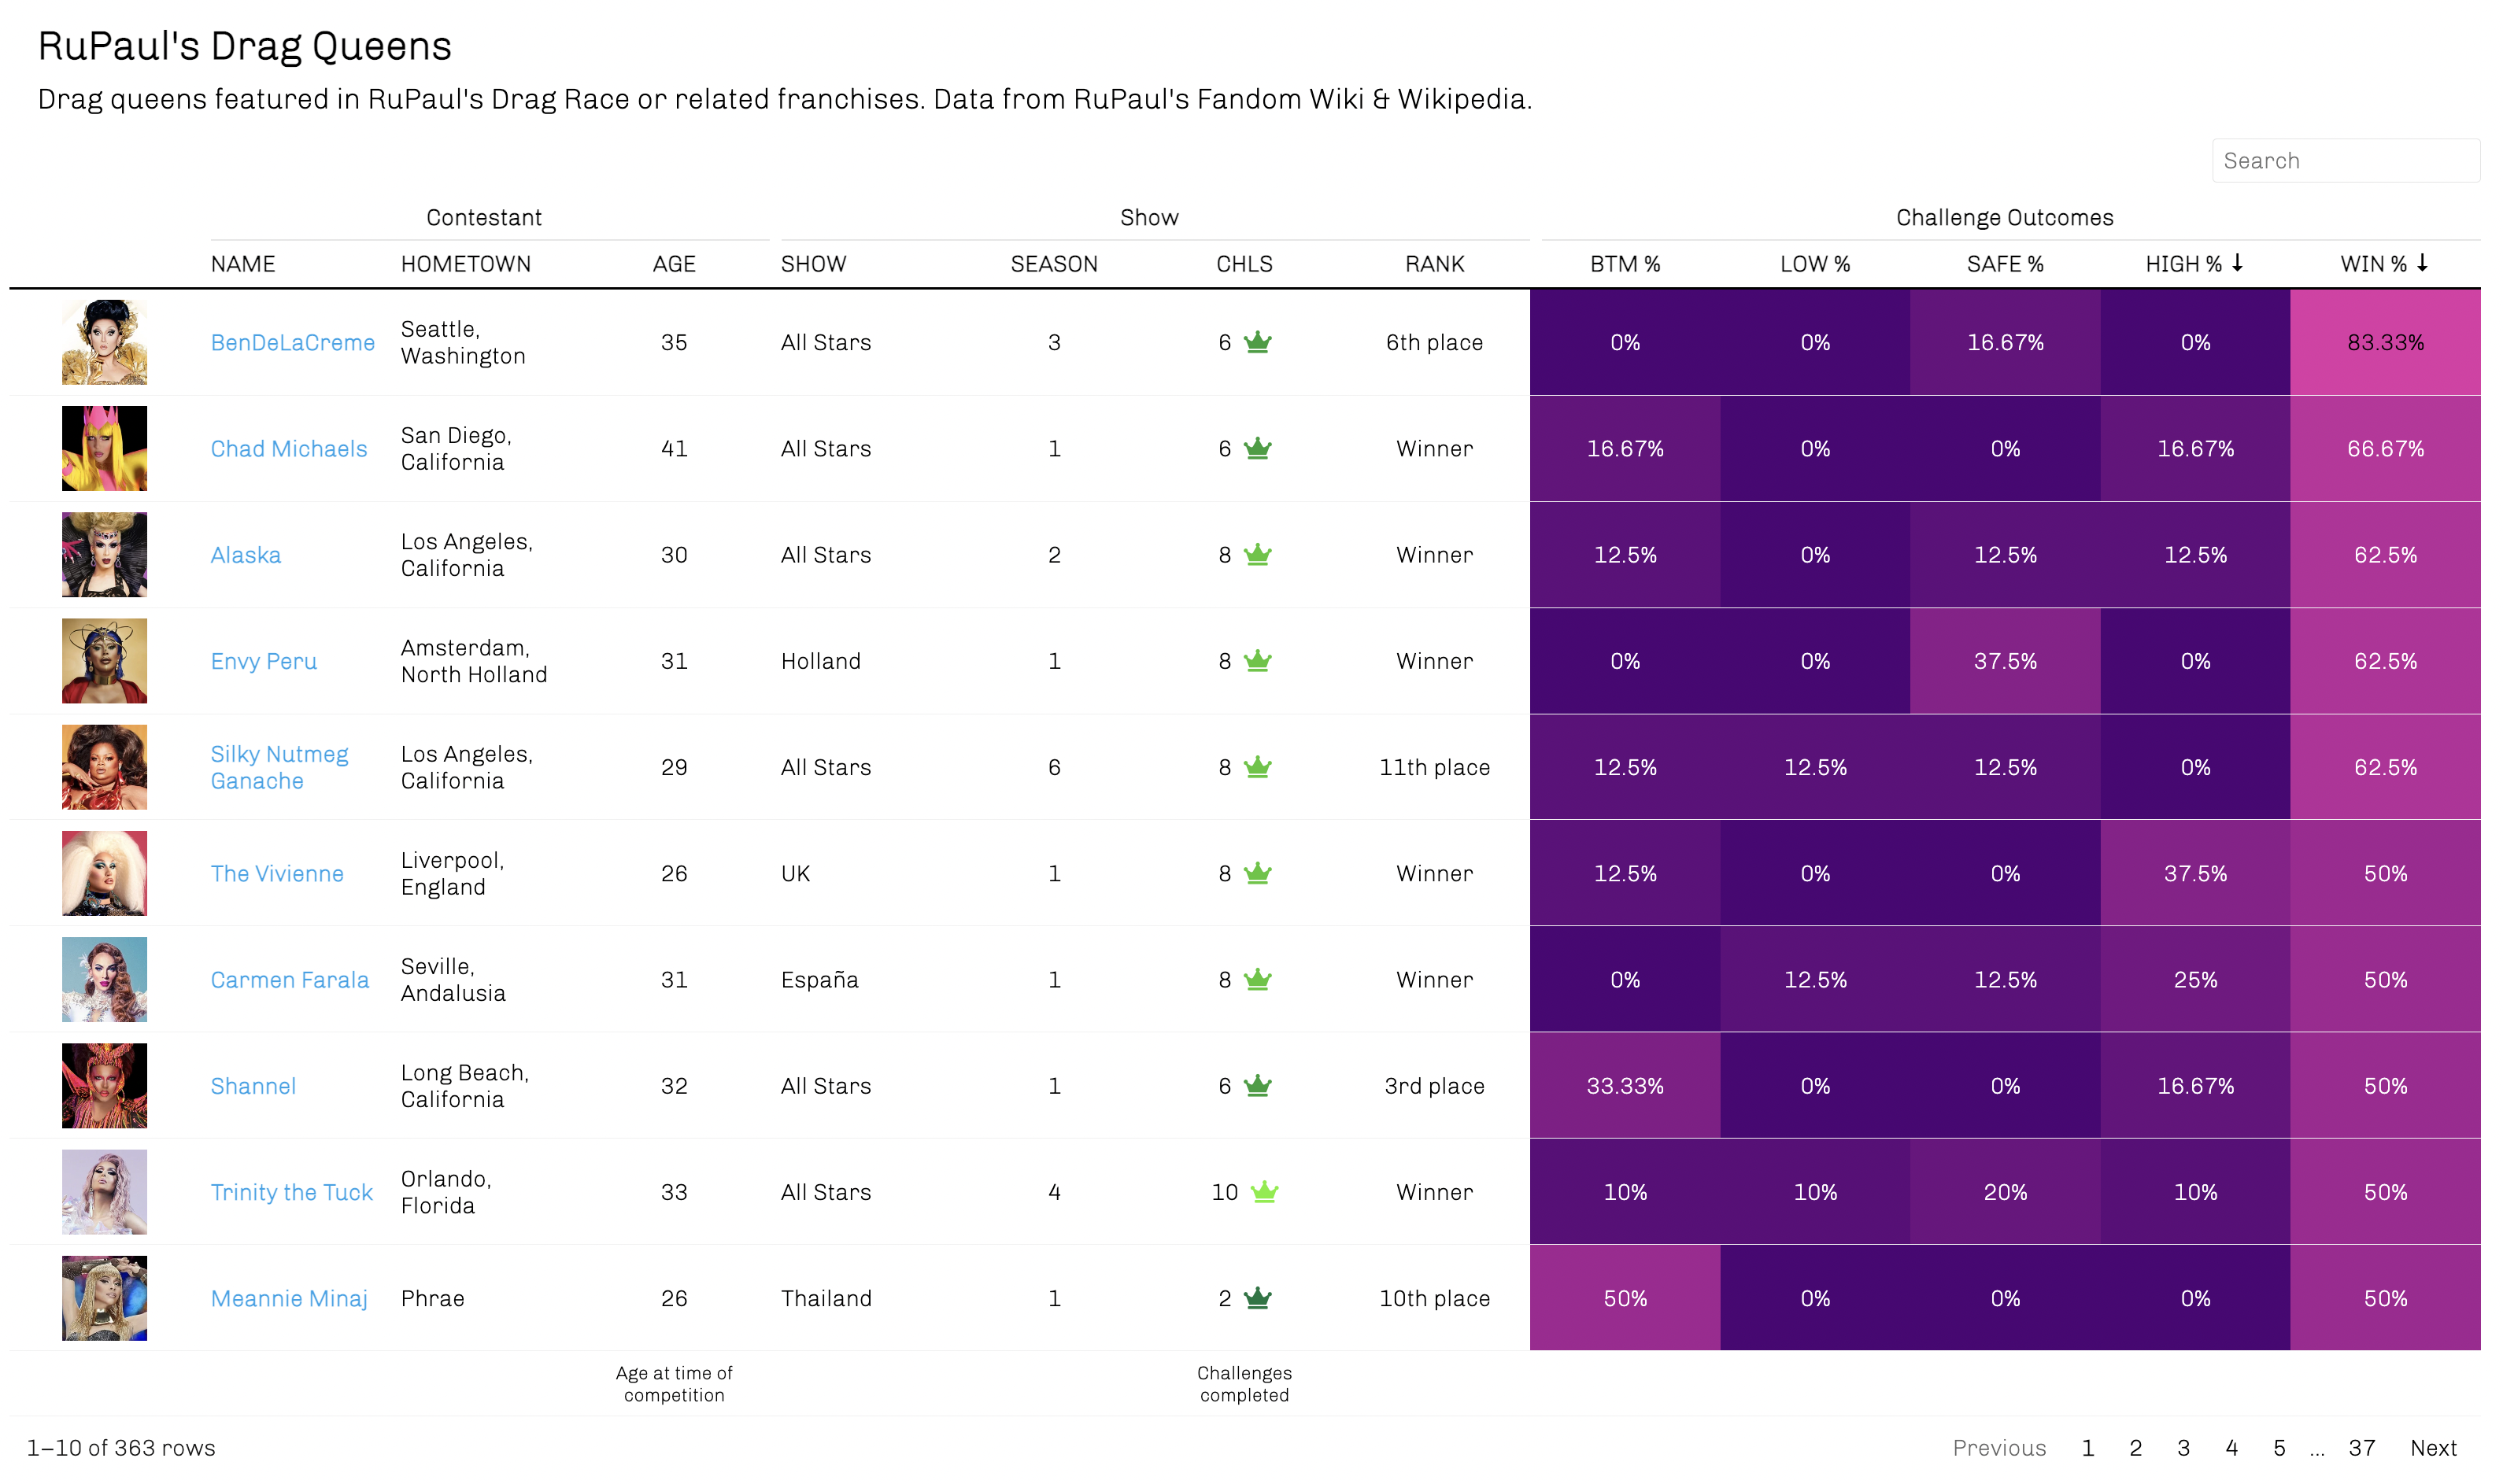 RuPaul's Drag Queens
Drag queens featured in RuPaul's Drag Race or related franchises. Data from RuPaul's Fandom Wiki & Wikipedia.
Search
Contestant Show Challenge Outcomes
NAME HOMETOWN AGE SHOW SEASON CHLS RANK BTM % LOW % SAFE % HIGH % ↓ WIN % ↓
BenDeLaCreme Seattle, Washington 35 All Stars 3 6 6th place 0% 0% 16.67% 0% 83.33%
Chad Michaels San Diego, California 41 All Stars 1 6 Winner 16.67% 0% 0% 16.67% 66.67%
Alaska Los Angeles, California 30 All Stars 2 8 Winner 12.5% 0% 12.5% 12.5% 62.5%
Envy Peru Amsterdam, North Holland 31 Holland 1 8 Winner 0% 0% 37.5% 0% 62.5%
Silky Nutmeg Ganache Los Angeles, California 29 All Stars 6 8 11th place 12.5% 12.5% 12.5% 0% 62.5%
The Vivienne Liverpool, England 26 UK 1 8 Winner 12.5% 0% 0% 37.5% 50%
Carmen Farala Seville, Andalusia 31 España 1 8 Winner 0% 12.5% 12.5% 25% 50%
Shannel Long Beach, California 32 All Stars 1 6 3rd place 33.33% 0% 0% 16.67% 50%
Trinity the Tuck Orlando, Florida 33 All Stars 4 10 Winner 10% 10% 20% 10% 50%
Meannie Minaj Phrae 26 Thailand 1 2 10th place 50% 0% 0% 0% 50%
Age at time of competition Challenges completed
1–10 of 363 rows Previous 1 2 3 4 5 ... 37 Next